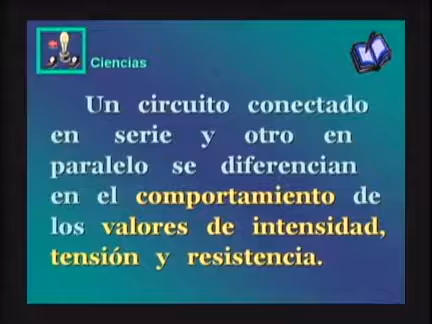 Ciencias
Un circuito conectado
en serie y otro en
paralelo se diferencian
en el comportamiento de
los valores de intensidad,
tensión y resistencia.